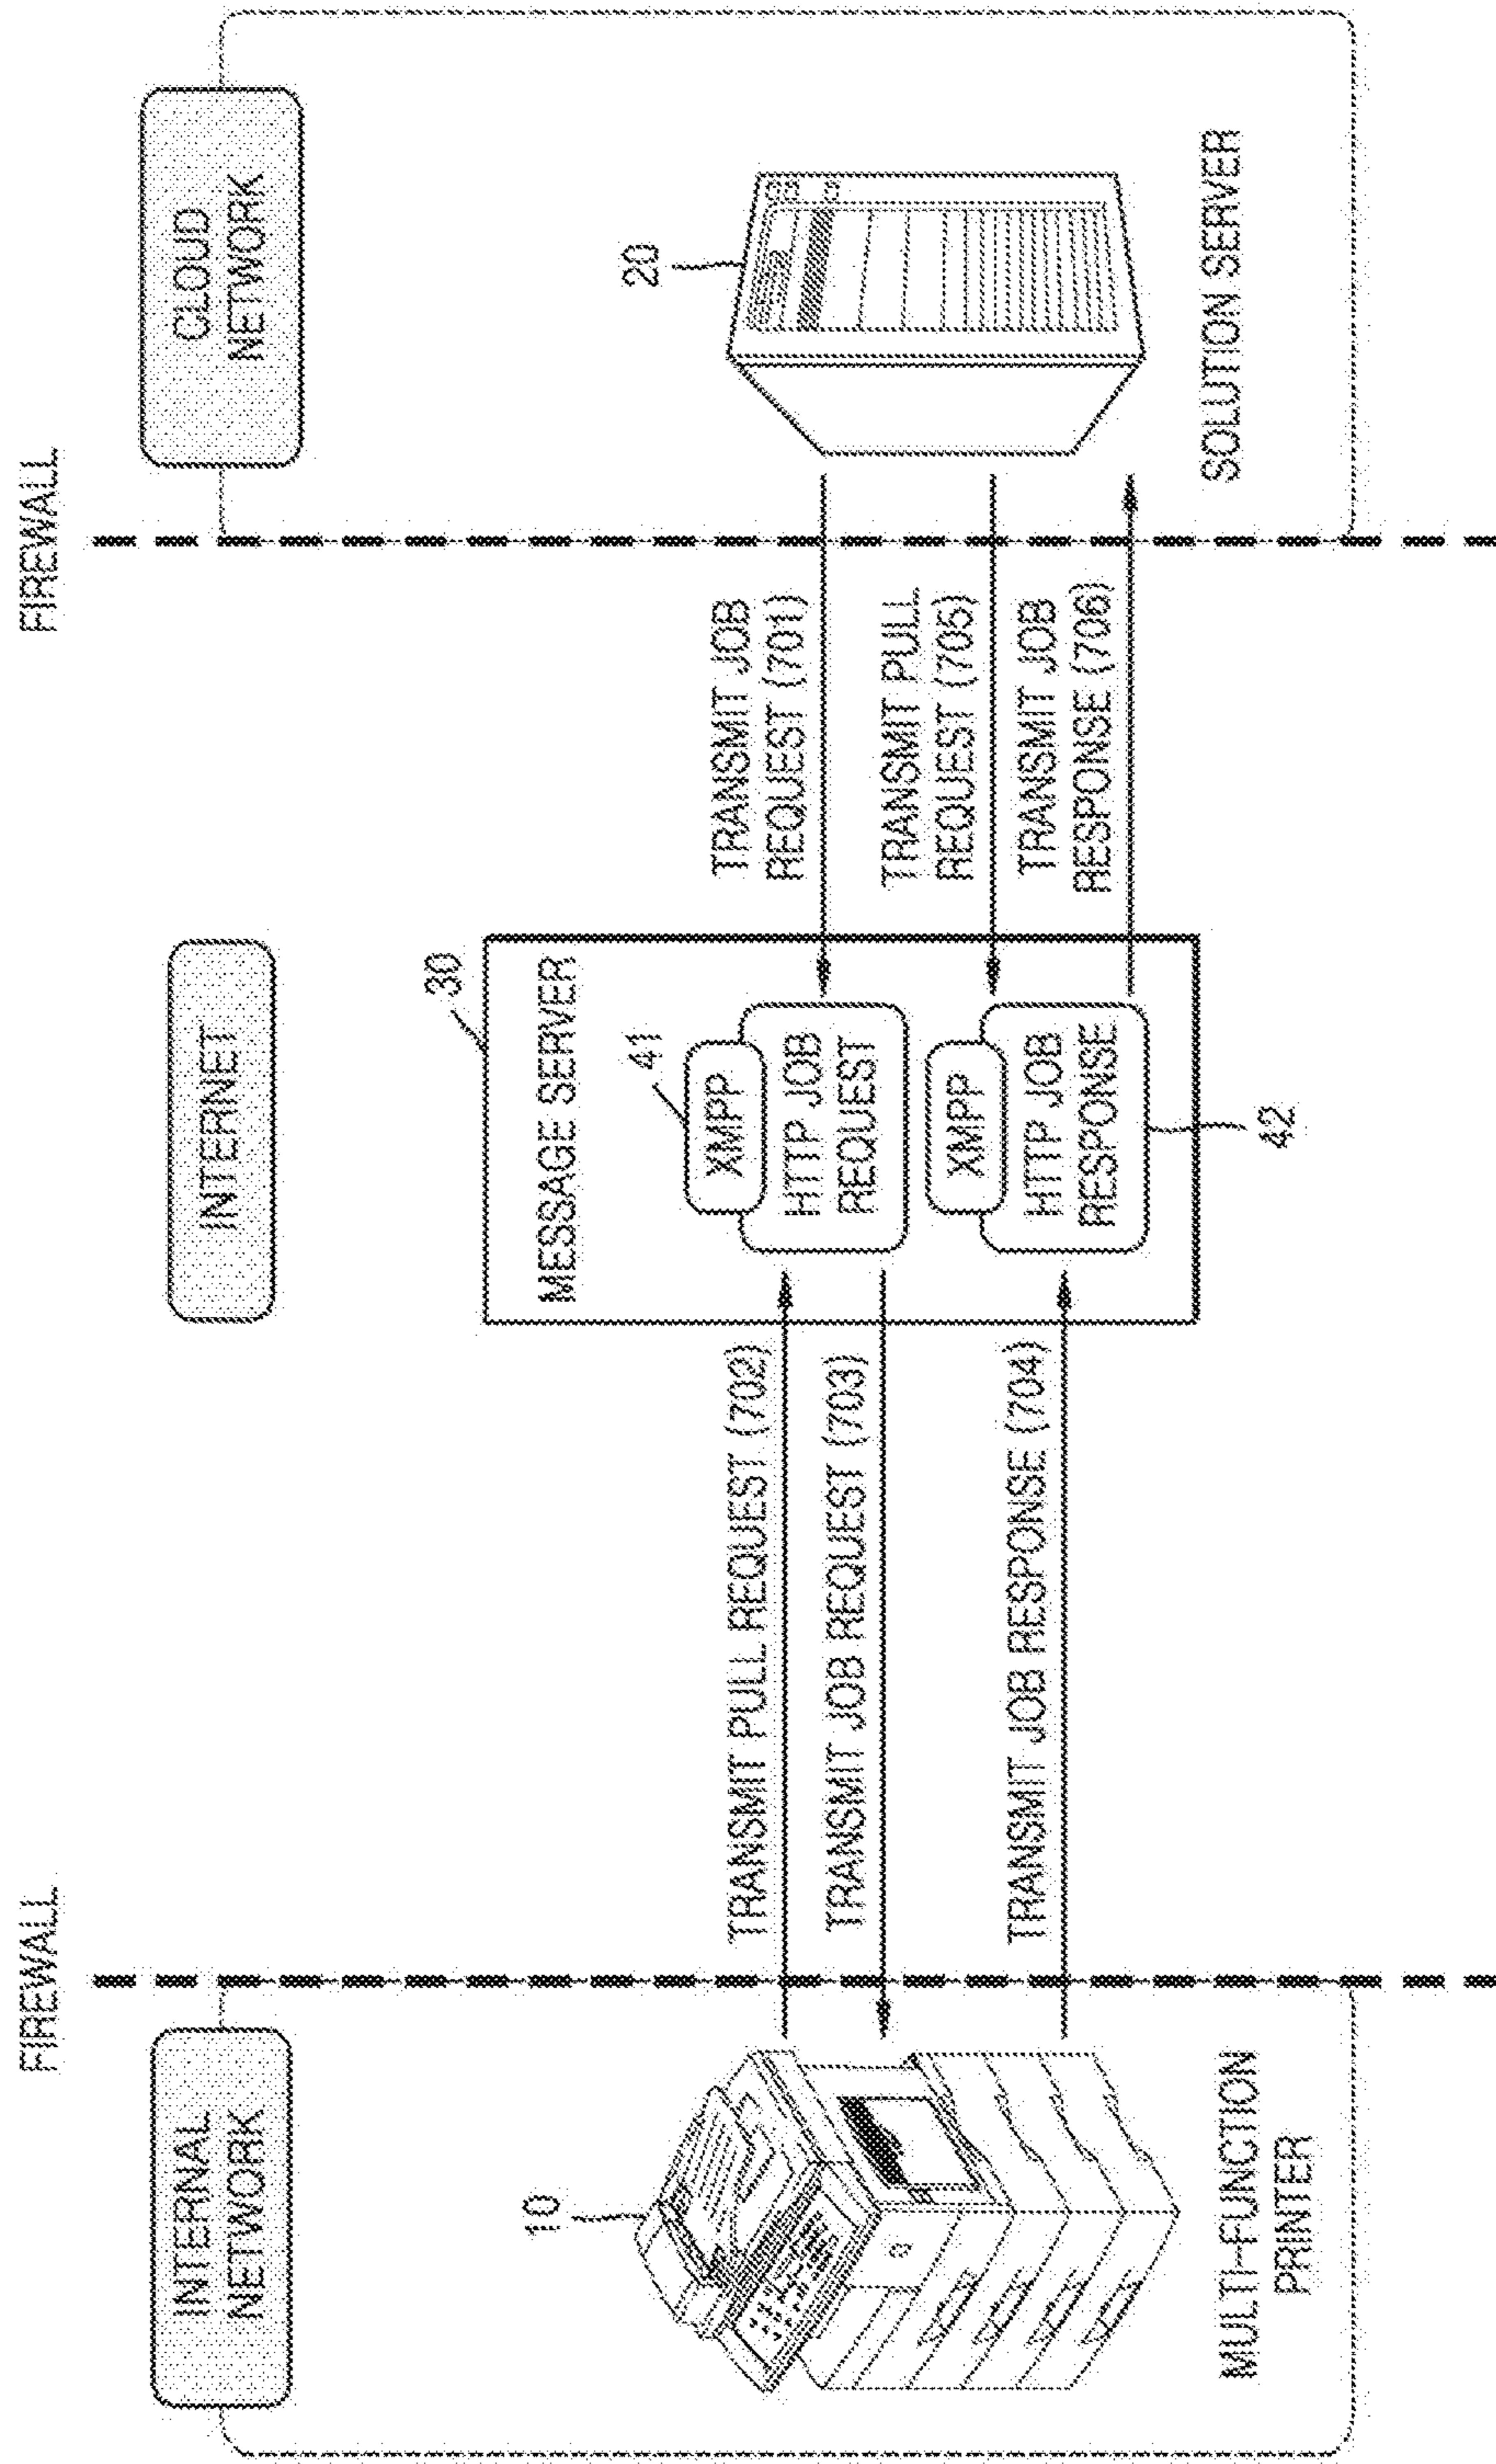 FIREWALL
FIREWALL
INTERNAL
NETWORK
INTERNET
CLOUD
NETWORK
10
MULTI-FUNCTION
PRINTER
TRANSMIT PULL REQUEST (702)
TRANSMIT JOB REQUEST (703)
TRANSMIT JOB RESPONSE (704)
30
MESSAGE SERVER
41
XMPP
HTTP JOB
REQUEST
XMPP
HTTP JOB
RESPONSE
42
TRANSMIT JOB
REQUEST (701)
TRANSMIT PULL
REQUEST (705)
TRANSMIT JOB
RESPONSE (706)
20
SOLUTION SERVER